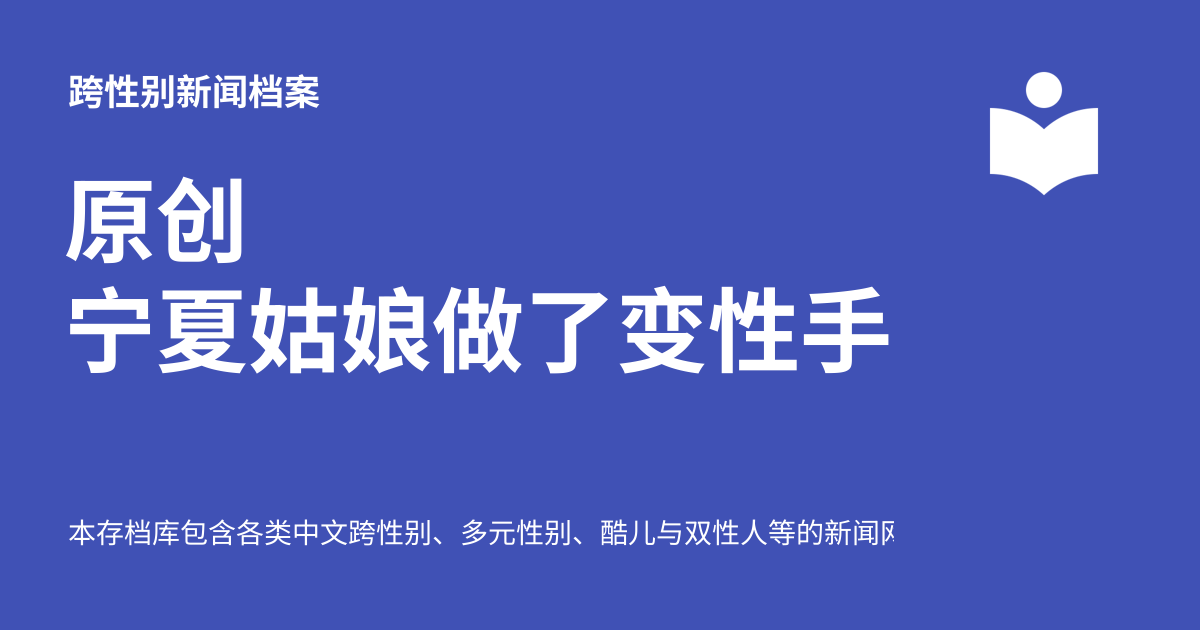 跨性别新闻档案
原创
宁夏姑娘做了变性手
本存档库包含各类中文跨性别、多元性别、酷儿与双性人等的新闻